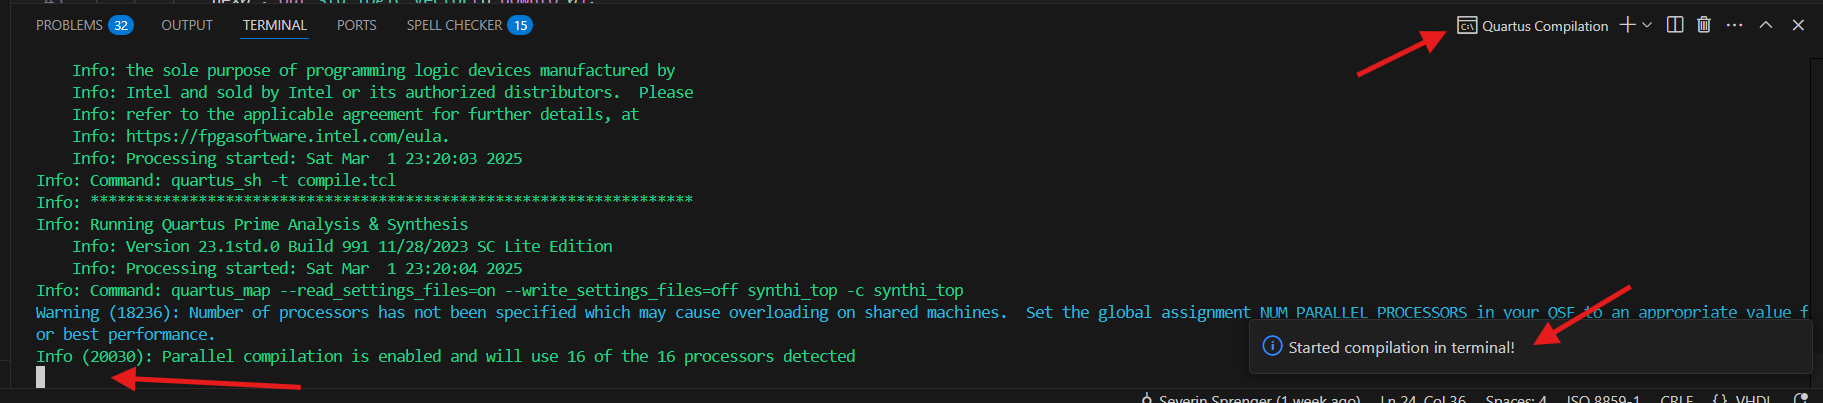 PROBLEMS 32 OUTPUT TERMINAL PORTS SPELL CHECKER 15 Quartus Compilation
Info: the sole purpose of programming logic devices manufactured by
Info: Intel and sold by Intel or its authorized distributors.  Please
Info: refer to the applicable agreement for further details, at
Info: https://fpgasoftware.intel.com/eula.
Info: Processing started: Sat Mar  1 23:20:03 2025
Info: Command: quartus_sh -t compile.tcl
Info: *******************************************************************
Info: Running Quartus Prime Analysis & Synthesis
Info: Version 23.1std.0 Build 991 11/28/2023 SC Lite Edition
Info: Processing started: Sat Mar  1 23:20:04 2025
Info: Command: quartus_map --read_settings_files=on --write_settings_files=off synthi_top -c synthi_top
Warning (18236): Number of processors has not been specified which may cause overloading on shared machines.  Set the global assignment NUM_PARALLEL_PROCESSORS in your QSF to an appropriate value f
or best performance.
Info (20030): Parallel compilation is enabled and will use 16 of the 16 processors detected
Started compilation in terminal!
Severin Sprenger (1 week ago) Ln 24, Col 36 Spaces: 4 ISO 8859-1 CRLF {} VHDL